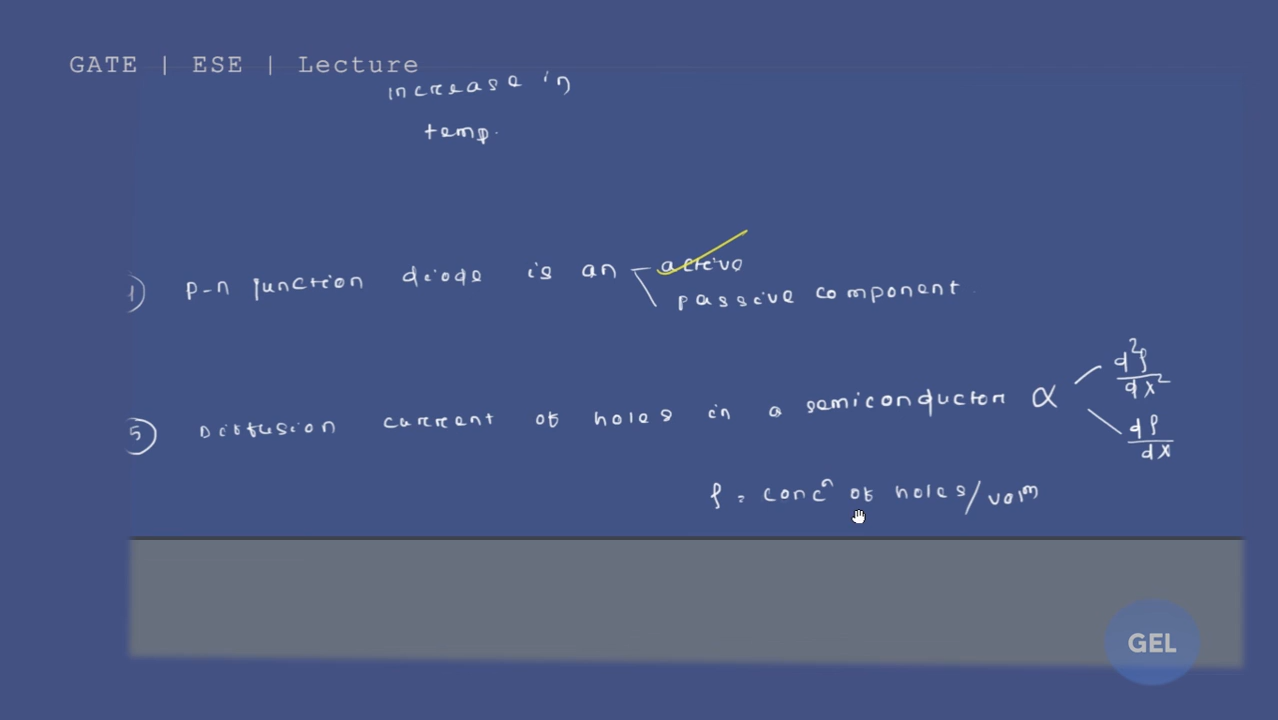 GATE | ESE | Lecture
increase in
temp.
4) P-n junction diode is an active
passive component
5) Diffusion current of holes in a semiconductor α d²p/dx²
dp/dx
p = concⁿ of holes/volᵐ
GEL